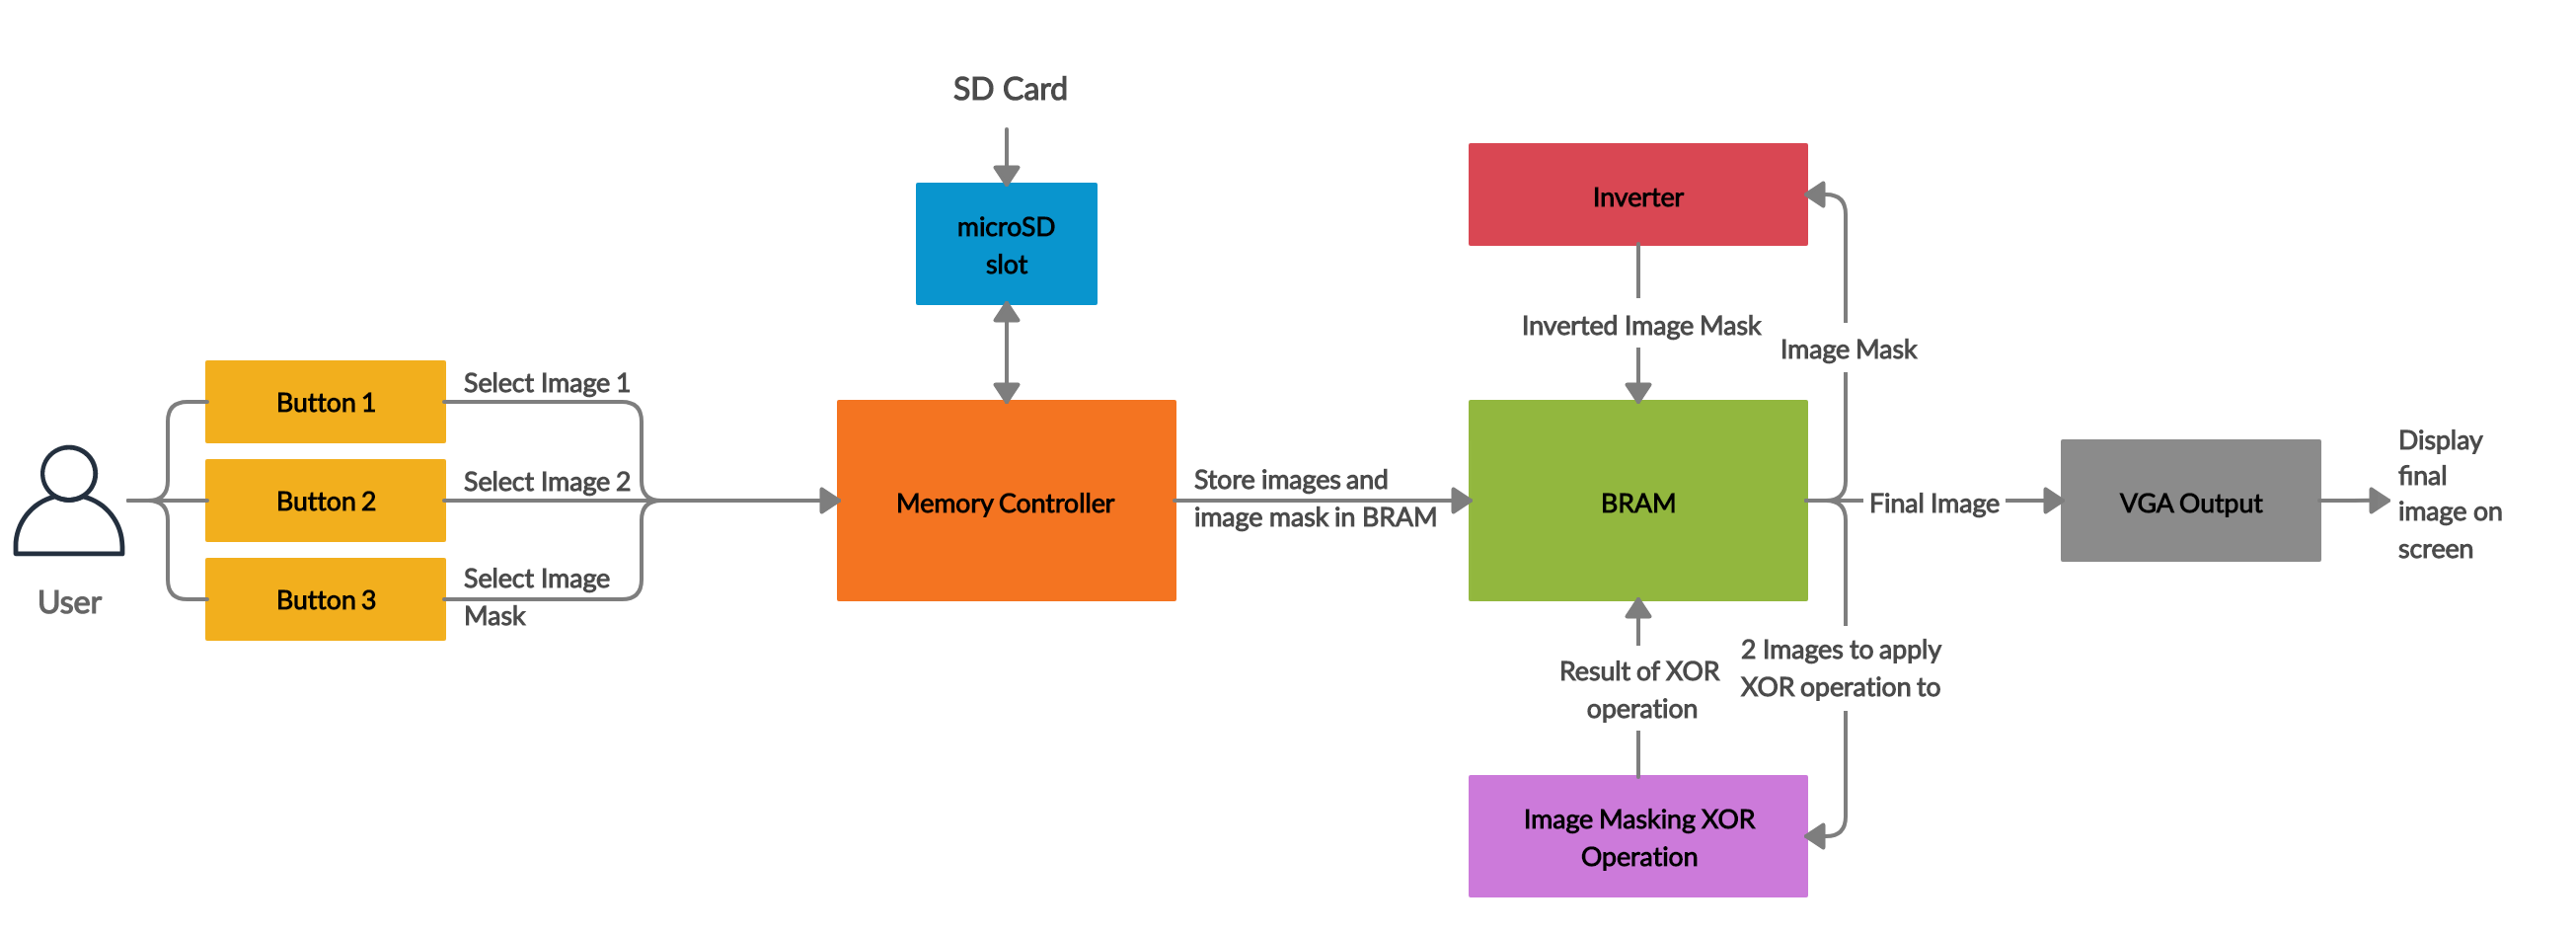 SD Card
microSD
slot
Inverter
Inverted Image Mask
Image Mask
Button 1
Select Image 1
Button 2
Select Image 2
Button 3
Select Image
Mask
User
Memory Controller
Store images and
image mask in BRAM
BRAM
Final Image
VGA Output
Display
final
image on
screen
Result of XOR
operation
2 Images to apply
XOR operation to
Image Masking XOR
Operation